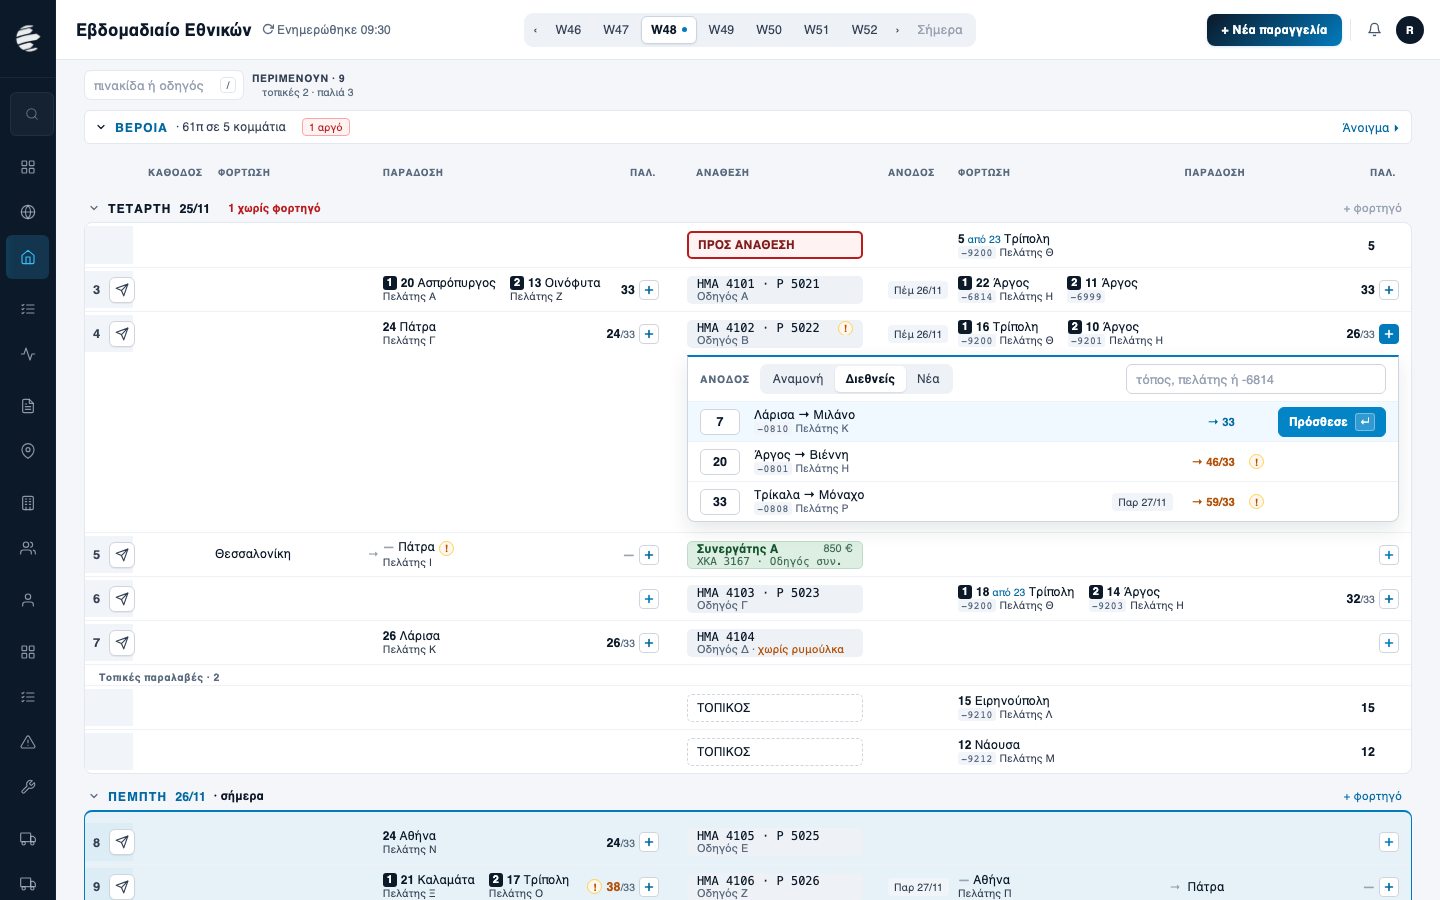 Εβδομαδιαίο Εθνικών
Ενημερώθηκε 09:30
‹ W46 W47 W48 W49 W50 W51 W52 › Σήμερα
+ Νέα παραγγελία
R
πινακίδα ή οδηγός /
ΠΕΡΙΜΕΝΟΥΝ · 9
τοπικές 2 · παλιά 3
ΒΕΡΟΙΑ · 61π σε 5 κομμάτια 1 αργό Άνοιγμα
ΚΑΘΟΔΟΣ ΦΟΡΤΩΣΗ ΠΑΡΑΔΟΣΗ ΠΑΛ. ΑΝΑΘΕΣΗ ΑΝΟΔΟΣ ΦΟΡΤΩΣΗ ΠΑΡΑΔΟΣΗ ΠΑΛ.
ΤΕΤΑΡΤΗ 25/11 1 χωρίς φορτηγό + φορτηγό
ΠΡΟΣ ΑΝΑΘΕΣΗ 5 από 23 Τρίπολη 5
–9200 Πελάτης Θ
3 1 20 Ασπρόπυργος 2 13 Οινόφυτα 33 + ΗΜΑ 4101 · Ρ 5021 Πέμ 26/11 1 22 Άργος 2 11 Άργος 33 +
Πελάτης Α Πελάτης Ζ Οδηγός Α –6814 Πελάτης Η –6999
4 24 Πάτρα 24/33 + ΗΜΑ 4102 · Ρ 5022 ! Πέμ 26/11 1 16 Τρίπολη 2 10 Άργος 26/33 +
Πελάτης Γ Οδηγός Β –9200 Πελάτης Θ –9201 Πελάτης Η
ΑΝΟΔΟΣ Αναμονή Διεθνείς Νέα τόπος, πελάτης ή -6814
7 Λάρισα → Μιλάνο → 33 Πρόσθεσε ↵
–0810 Πελάτης Κ
20 Άργος → Βιέννη → 46/33 !
–0801 Πελάτης Η
33 Τρίκαλα → Μόναχο Παρ 27/11 → 59/33 !
–0808 Πελάτης Ρ
5 Θεσσαλονίκη → — Πάτρα ! — + Συνεργάτης Α 850 € +
Πελάτης Ι ΧΚΑ 3167 · Οδηγός συν.
6 + ΗΜΑ 4103 · Ρ 5023 1 18 από 23 Τρίπολη 2 14 Άργος 32/33 +
Οδηγός Γ –9200 Πελάτης Θ –9203 Πελάτης Η
7 26 Λάρισα 26/33 + ΗΜΑ 4104 +
Πελάτης Κ Οδηγός Δ · χωρίς ρυμούλκα
Τοπικές παραλαβές · 2
ΤΟΠΙΚΟΣ 15 Ειρηνούπολη 15
–9210 Πελάτης Λ
ΤΟΠΙΚΟΣ 12 Νάουσα 12
–9212 Πελάτης Μ
ΠΕΜΠΤΗ 26/11 · σήμερα + φορτηγό
8 24 Αθήνα 24/33 + ΗΜΑ 4105 · Ρ 5025 +
Πελάτης Ν Οδηγός Ε
9 1 21 Καλαμάτα 2 17 Τρίπολη ! 38/33 + ΗΜΑ 4106 · Ρ 5026 Παρ 27/11 — Αθήνα → Πάτρα — +
Πελάτης Ξ Πελάτης Ο Οδηγός Ζ Πελάτης Π